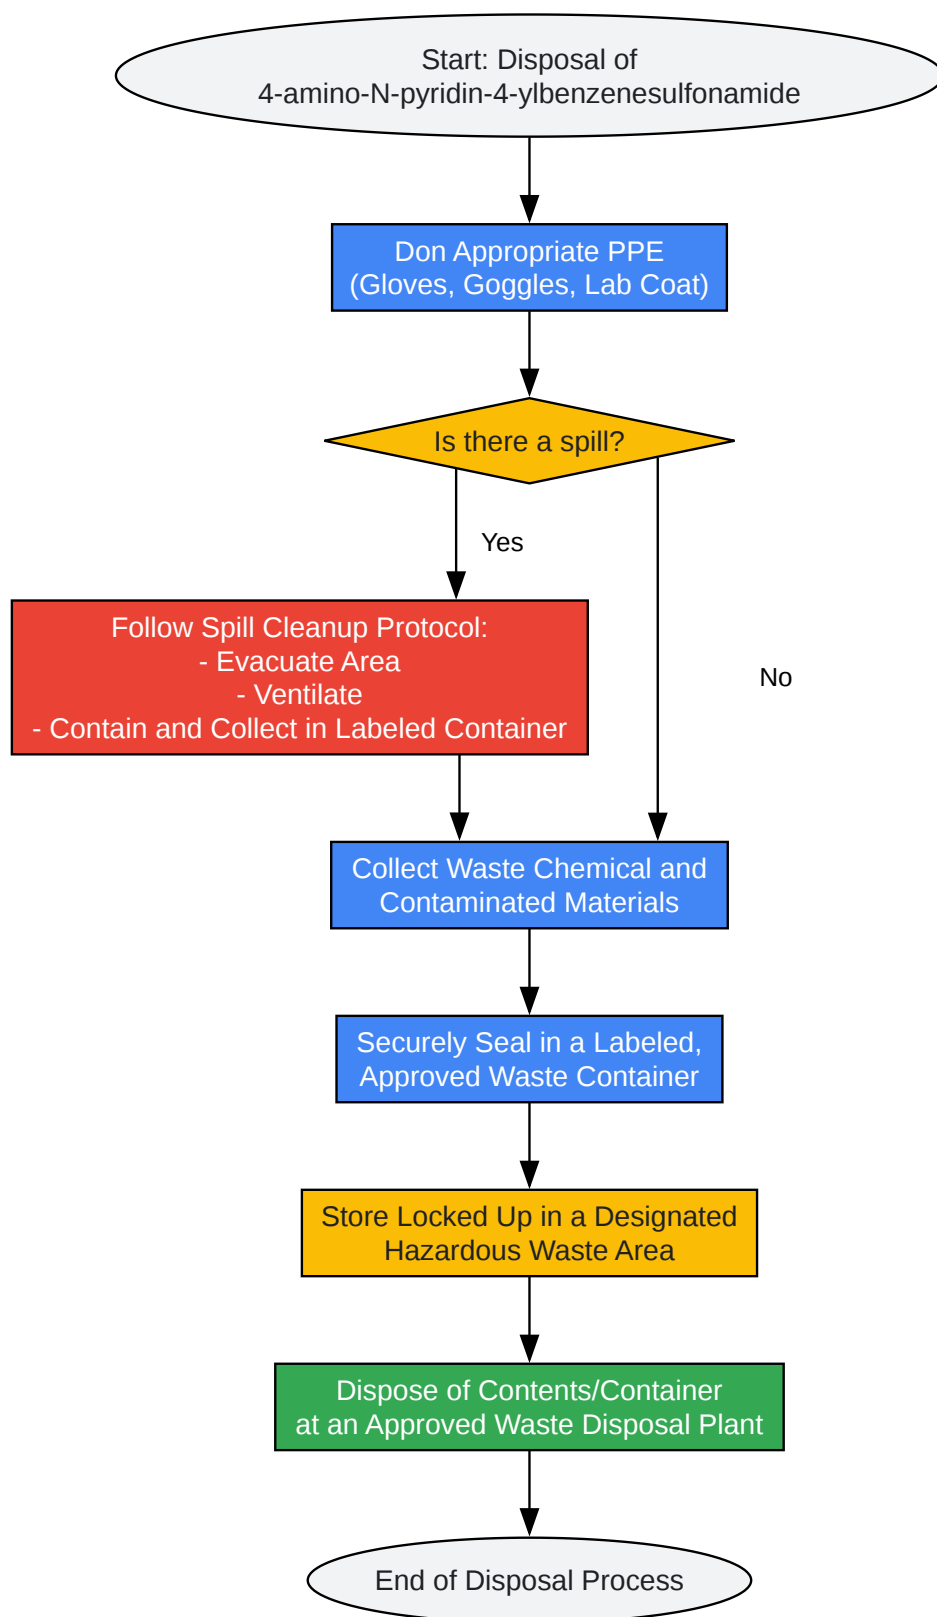 Start: Disposal of
4-amino-N-pyridin-4-ylbenzenesulfonamide
Don Appropriate PPE
(Gloves, Goggles, Lab Coat)
Is there a spill?
Yes
Follow Spill Cleanup Protocol:
- Evacuate Area
- Ventilate
- Contain and Collect in Labeled Container
No
Collect Waste Chemical and
Contaminated Materials
Securely Seal in a Labeled,
Approved Waste Container
Store Locked Up in a Designated
Hazardous Waste Area
Dispose of Contents/Container
at an Approved Waste Disposal Plant
End of Disposal Process